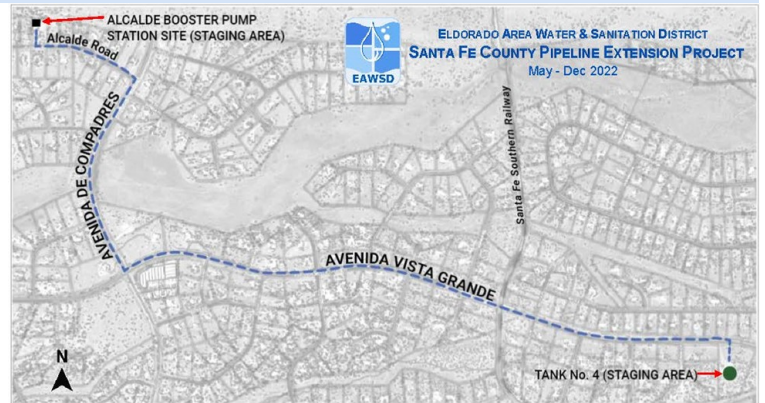 ALCALDE BOOSTER PUMP
STATION SITE (STAGING AREA)
Alcalde Road
EAWSD
ELDORADO AREA WATER & SANITATION DISTRICT
SANTA FE COUNTY PIPELINE EXTENSION PROJECT
May - Dec 2022
AVENIDA DE COMPADRES
Santa Fe Southern Railway
AVENIDA VISTA GRANDE
N
TANK No. 4 (STAGING AREA)